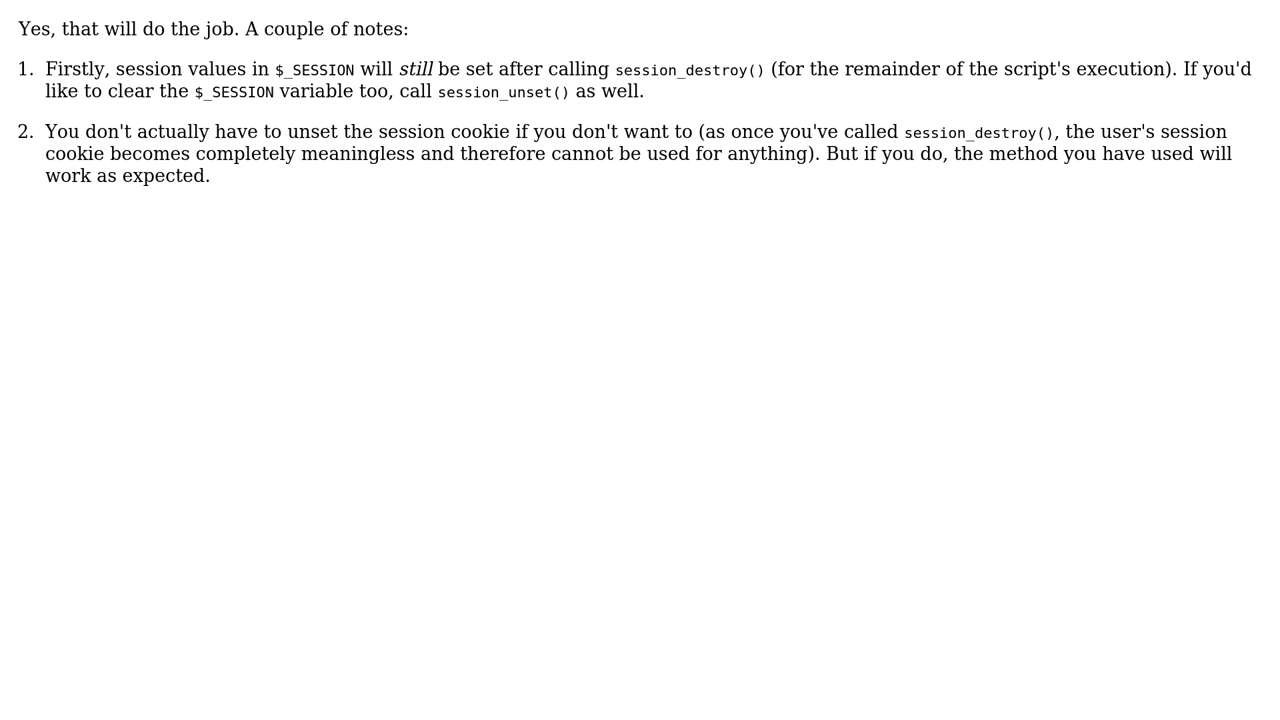 Yes, that will do the job. A couple of notes:
1. Firstly, session values in $_SESSION will still be set after calling session_destroy() (for the remainder of the script's execution). If you'd
like to clear the $_SESSION variable too, call session_unset() as well.
2. You don't actually have to unset the session cookie if you don't want to (as once you've called session_destroy(), the user's session
cookie becomes completely meaningless and therefore cannot be used for anything). But if you do, the method you have used will
work as expected.